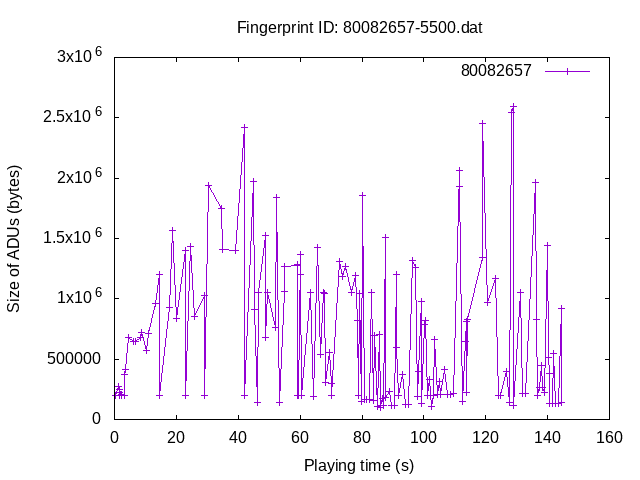 Fingerprint ID: 80082657-5500.dat
3x10^6
80082657
2.5x10^6
2x10^6
1.5x10^6
1x10^6
500000
0
Size of ADUs (bytes)
0 20 40 60 80 100 120 140 160
Playing time (s)